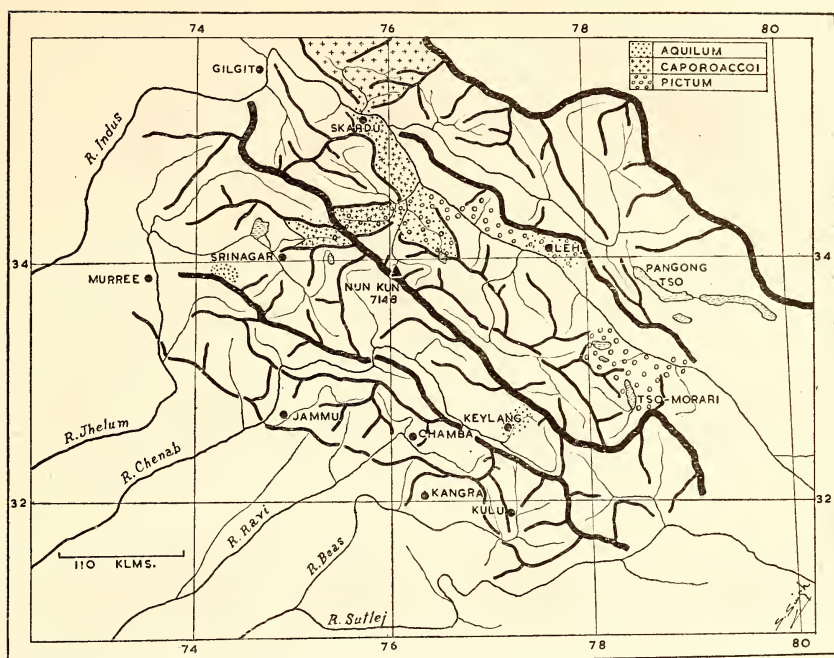 74 76 78 80
AQUILUM
CAPOROACCOI
PICTUM
GILGIT
SKARDU
R. Indus
LEH
34 34
SRINAGAR
PANGONG
TSO
MURREE
NUN KUN
7148
TSO-MORARI
JAMMU
KEYLANG
R. Jhelum
CHAMBA
R. Chenab
32 32
KANGRA
KULU
R. Ravi
110 KLMS.
R. Beas
R. Sutlej
S. Singh
74 76 78 80